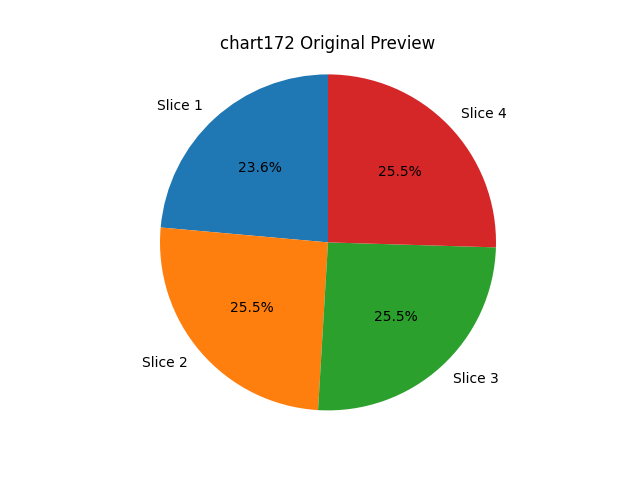 chart172 Original Preview
Slice 1
Slice 4
23.6%
25.5%
25.5%
25.5%
Slice 2
Slice 3